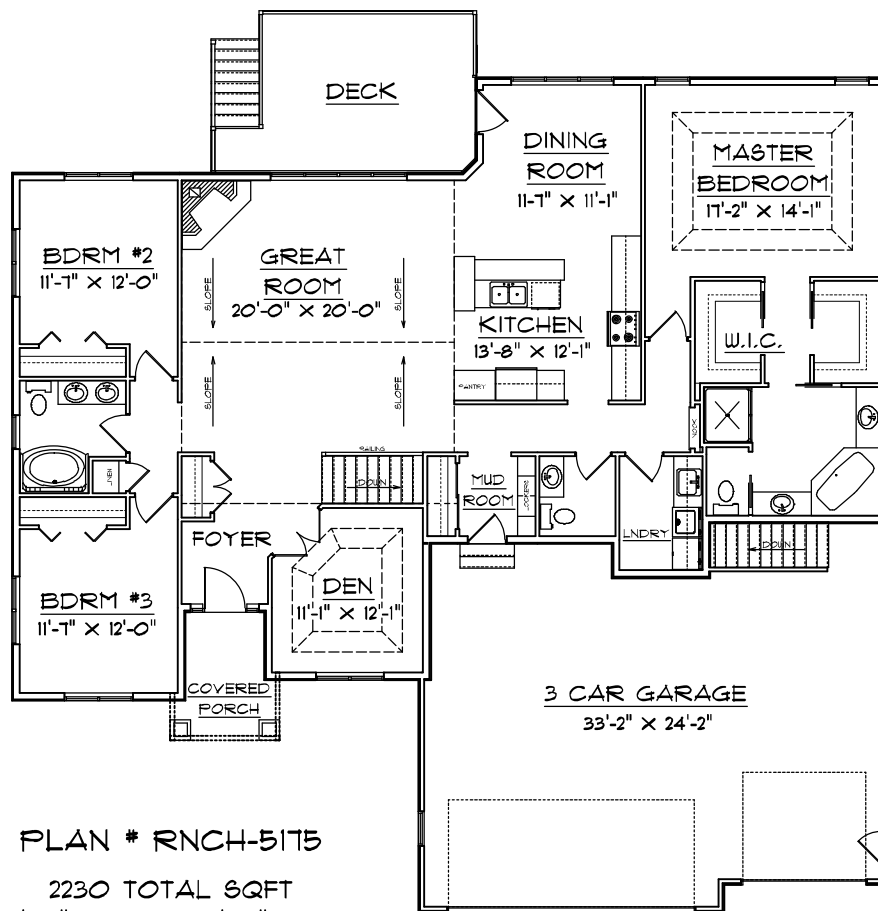 DECK
DINING
ROOM
11'-7" X 11'-1"
MASTER
BEDROOM
17'-2" X 14'-1"
BDRM #2
11'-7" X 12'-0"
GREAT
ROOM
20'-0" X 20'-0"
SLOPE
SLOPE
KITCHEN
13'-8" X 12'-1"
W.I.C.
SLOPE
SLOPE
PANTRY
RAILING
LINEN
DOWN
MUD
ROOM
LOCKERS
LNDRY
DOWN
FOYER
DEN
11'-1" X 12'-1"
BDRM #3
11'-7" X 12'-0"
COVERED
PORCH
3 CAR GARAGE
33'-2" X 24'-2"
PLAN # RNCH-5175
2230 TOTAL SQFT